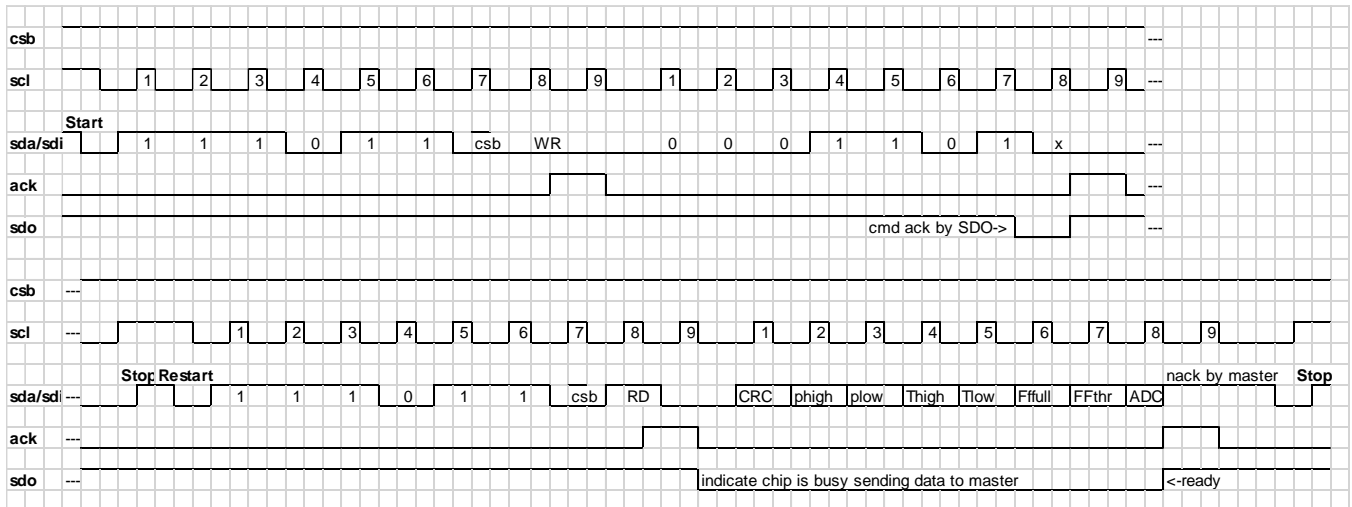 csb ---
scl 1 2 3 4 5 6 7 8 9 1 2 3 4 5 6 7 8 9 ---
Start
sda/sdi 1 1 1 0 1 1 csb WR 0 0 0 1 1 0 1 x ---
ack ---
sdo cmd ack by SDO-> ---
csb ---
scl --- 1 2 3 4 5 6 7 8 9 1 2 3 4 5 6 7 8 9
Stop Restart nack by master Stop
sda/sdi --- 1 1 1 0 1 1 csb RD CRC phigh plow Thigh Tlow Fffull FFthr ADC
ack ---
sdo --- indicate chip is busy sending data to master <-ready